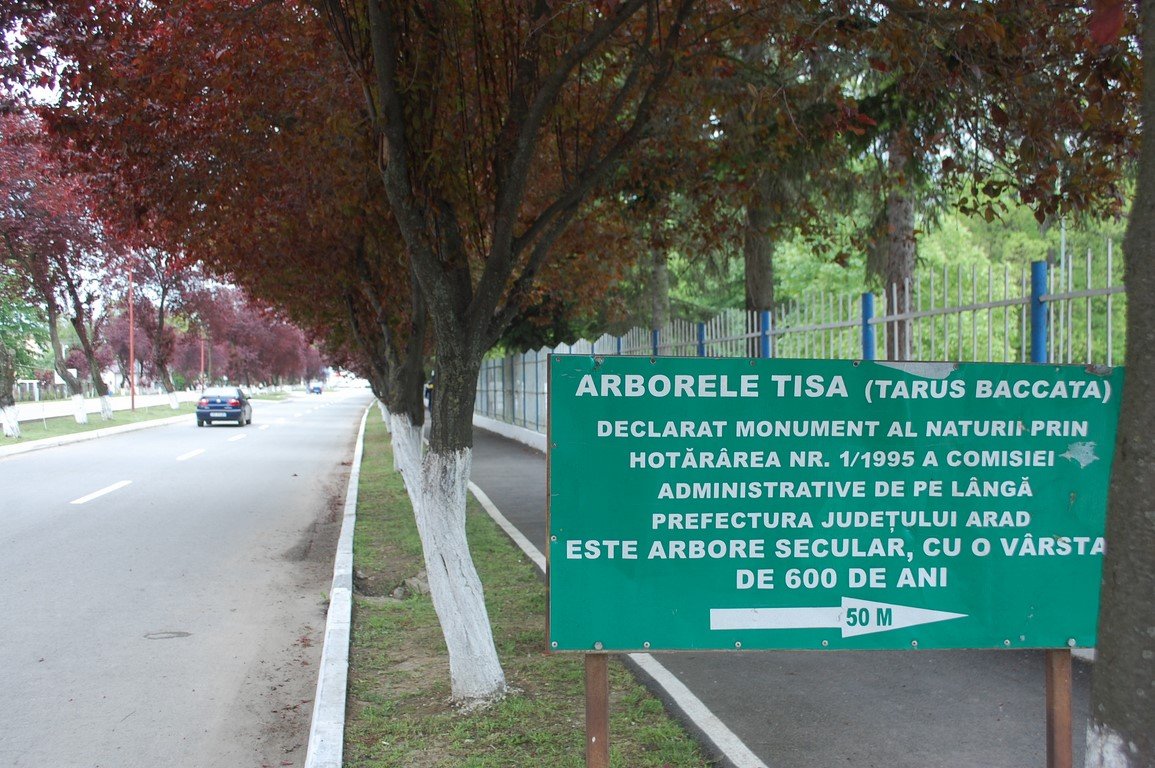 ARBORELE TISA (TARUS BACCATA)
DECLARAT MONUMENT AL NATURII PRIN
HOTĂRÂREA NR. 1/1995 A COMISIEI
ADMINISTRATIVE DE PE LÂNGĂ
PREFECTURA JUDEȚULUI ARAD
ESTE ARBORE SECULAR, CU O VÂRSTA
DE 600 DE ANI
50 M